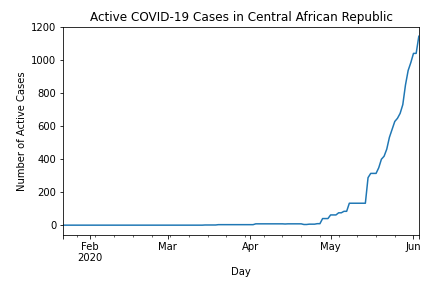 Active COVID-19 Cases in Central African Republic
1200
1000
800
600
400
200
0
Number of Active Cases
Feb
2020
Mar
Apr
May
Jun
Day